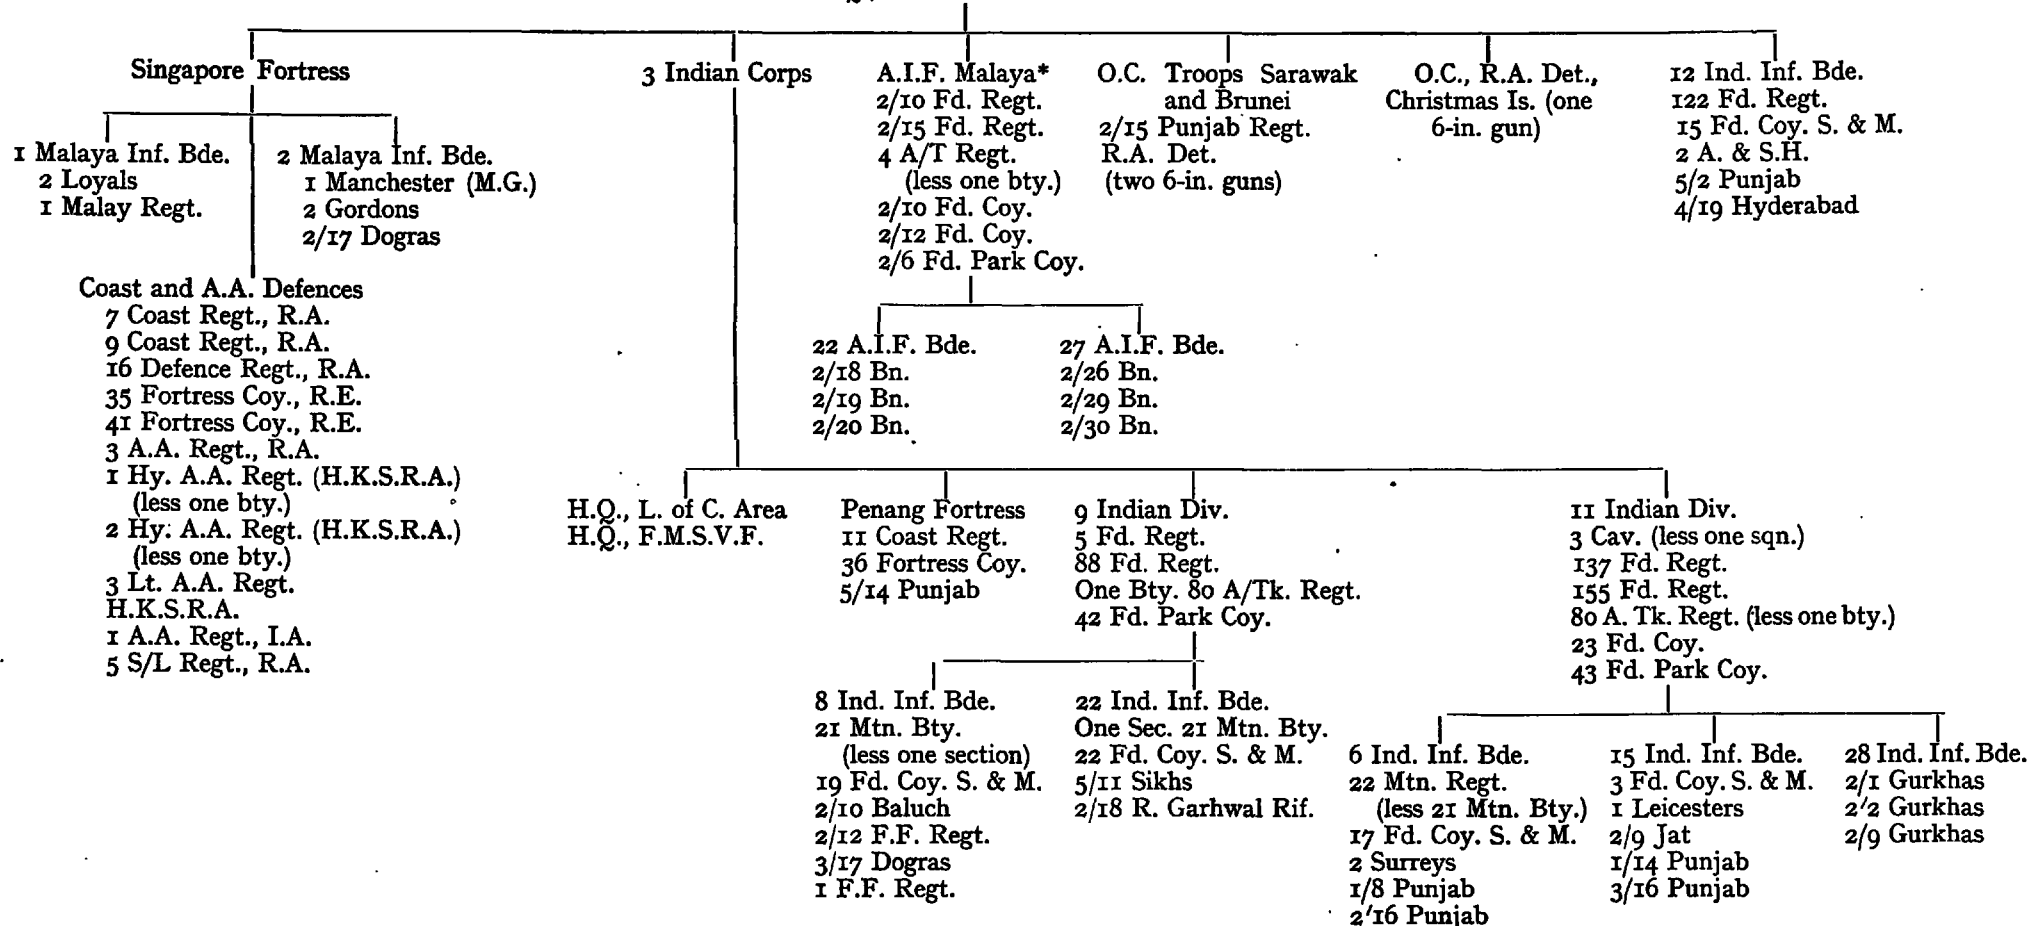 Singapore Fortress
1 Malaya Inf. Bde.
2 Loyals
1 Malay Regt.
2 Malaya Inf. Bde.
1 Manchester (M.G.)
2 Gordons
2/17 Dogras
Coast and A.A. Defences
7 Coast Regt., R.A.
9 Coast Regt., R.A.
16 Defence Regt., R.A.
35 Fortress Coy., R.E.
41 Fortress Coy., R.E.
3 A.A. Regt., R.A.
1 Hy. A.A. Regt. (H.K.S.R.A.)
(less one bty.)
2 Hy. A.A. Regt. (H.K.S.R.A.)
(less one bty.)
3 Lt. A.A. Regt.
H.K.S.R.A.
1 A.A. Regt., I.A.
5 S/L Regt., R.A.
3 Indian Corps
A.I.F. Malaya*
2/10 Fd. Regt.
2/15 Fd. Regt.
4 A/T Regt.
(less one bty.)
2/10 Fd. Coy.
2/12 Fd. Coy.
2/6 Fd. Park Coy.
22 A.I.F. Bde.
2/18 Bn.
2/19 Bn.
2/20 Bn.
27 A.I.F. Bde.
2/26 Bn.
2/29 Bn.
2/30 Bn.
O.C. Troops Sarawak
and Brunei
2/15 Punjab Regt.
R.A. Det.
(two 6-in. guns)
O.C., R.A. Det.,
Christmas Is. (one
6-in. gun)
12 Ind. Inf. Bde.
122 Fd. Regt.
15 Fd. Coy. S. & M.
2 A. & S.H.
5/2 Punjab
4/19 Hyderabad
H.Q., L. of C. Area
H.Q., F.M.S.V.F.
Penang Fortress
11 Coast Regt.
36 Fortress Coy.
5/14 Punjab
9 Indian Div.
5 Fd. Regt.
88 Fd. Regt.
One Bty. 80 A/Tk. Regt.
42 Fd. Park Coy.
8 Ind. Inf. Bde.
21 Mtn. Bty.
(less one section)
19 Fd. Coy. S. & M.
2/10 Baluch
2/12 F.F. Regt.
3/17 Dogras
1 F.F. Regt.
22 Ind. Inf. Bde.
One Sec. 21 Mtn. Bty.
22 Fd. Coy. S. & M.
5/11 Sikhs
2/18 R. Garhwal Rif.
11 Indian Div.
3 Cav. (less one sqn.)
137 Fd. Regt.
155 Fd. Regt.
80 A. Tk. Regt. (less one bty.)
23 Fd. Coy.
43 Fd. Park Coy.
6 Ind. Inf. Bde.
22 Mtn. Regt.
(less 21 Mtn. Bty.)
17 Fd. Coy. S. & M.
2 Surreys
1/8 Punjab
2'16 Punjab
15 Ind. Inf. Bde.
3 Fd. Coy. S. & M.
1 Leicesters
2/9 Jat
1/14 Punjab
3/16 Punjab
28 Ind. Inf. Bde.
2/1 Gurkhas
2'2 Gurkhas
2/9 Gurkhas